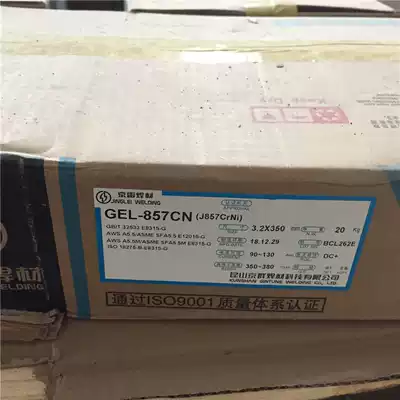 Keep Dry
京雷焊材
JINGLEI WELDING
APPROVAL
GEL-857CN (J857CrNi)
3.2X350
20 Kg
GB/T 32533 E8315-G
AWS A5.5/ASME SFA5.5 E12015-G
18.12.29
BCL262E
AWS A5.5M/ASME SFA5.5M E8315-G
ISO 18275-B-E8315-G
90-130
DC+
350-380
昆山京群焊材科技有限公司
KUNSHAN GINTUNE WELDING CO., LTD
焊材
WELDING
通过ISO9001质量体系认证